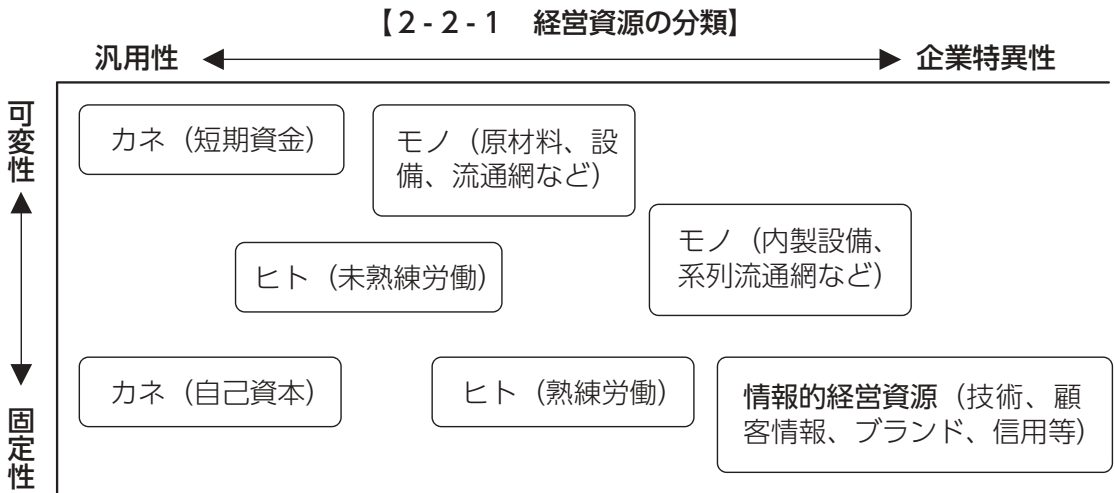 【2-2-1 経営資源の分類】
汎用性
企業特異性
可変性
固定性
カネ（短期資金）
モノ（原材料、設
備、流通網など）
モノ（内製設備、
系列流通網など）
ヒト（未熟練労働）
カネ（自己資本）
ヒト（熟練労働）
情報的経営資源（技術、顧
客情報、ブランド、信用等）